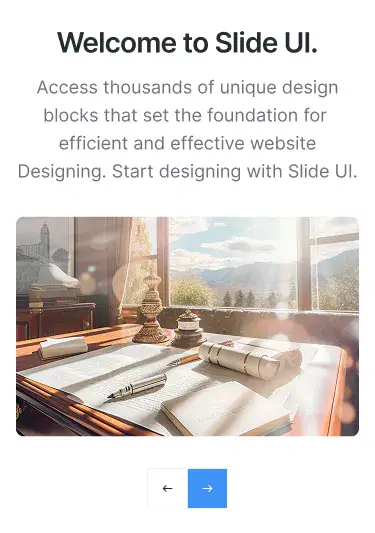 Welcome to Slide UI.
Access thousands of unique design
blocks that set the foundation for
efficient and effective website
Designing. Start designing with Slide UI.